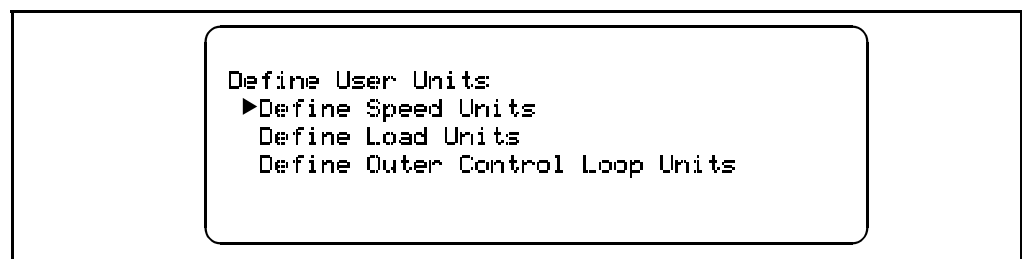 Define User Units
▶Define Speed Units
Define Load Units
Define Outer Control Loop Units